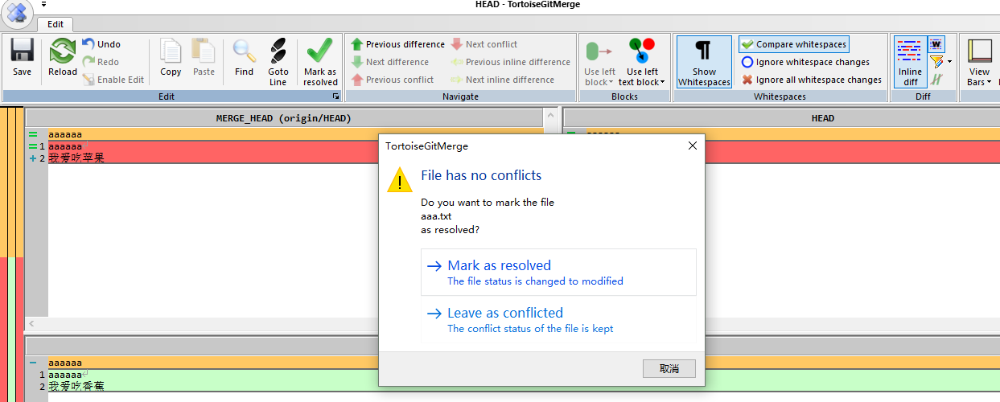 HEAD - TortoiseGitMerge
Edit
Save
Reload
Undo
Redo
Enable Edit
Copy
Paste
Find
Goto
Line
Mark as
resolved
Edit
Previous difference
Next difference
Previous conflict
Next conflict
Previous inline difference
Next inline difference
Navigate
Use left
block
Use left
text block
Blocks
Show
Whitespaces
Compare whitespaces
Ignore whitespace changes
Ignore all whitespace changes
Whitespaces
Inline
diff
W
Diff
View
Bars
MERGE_HEAD (origin/HEAD)
HEAD
aaaaaa
1 aaaaaa
2 我爱吃苹果
aaaaaa
TortoiseGitMerge
File has no conflicts
Do you want to mark the file
aaa.txt
as resolved?
Mark as resolved
The file status is changed to modified
Leave as conflicted
The conflict status of the file is kept
取消
aaaaaa
1 aaaaaa
2 我爱吃香蕉